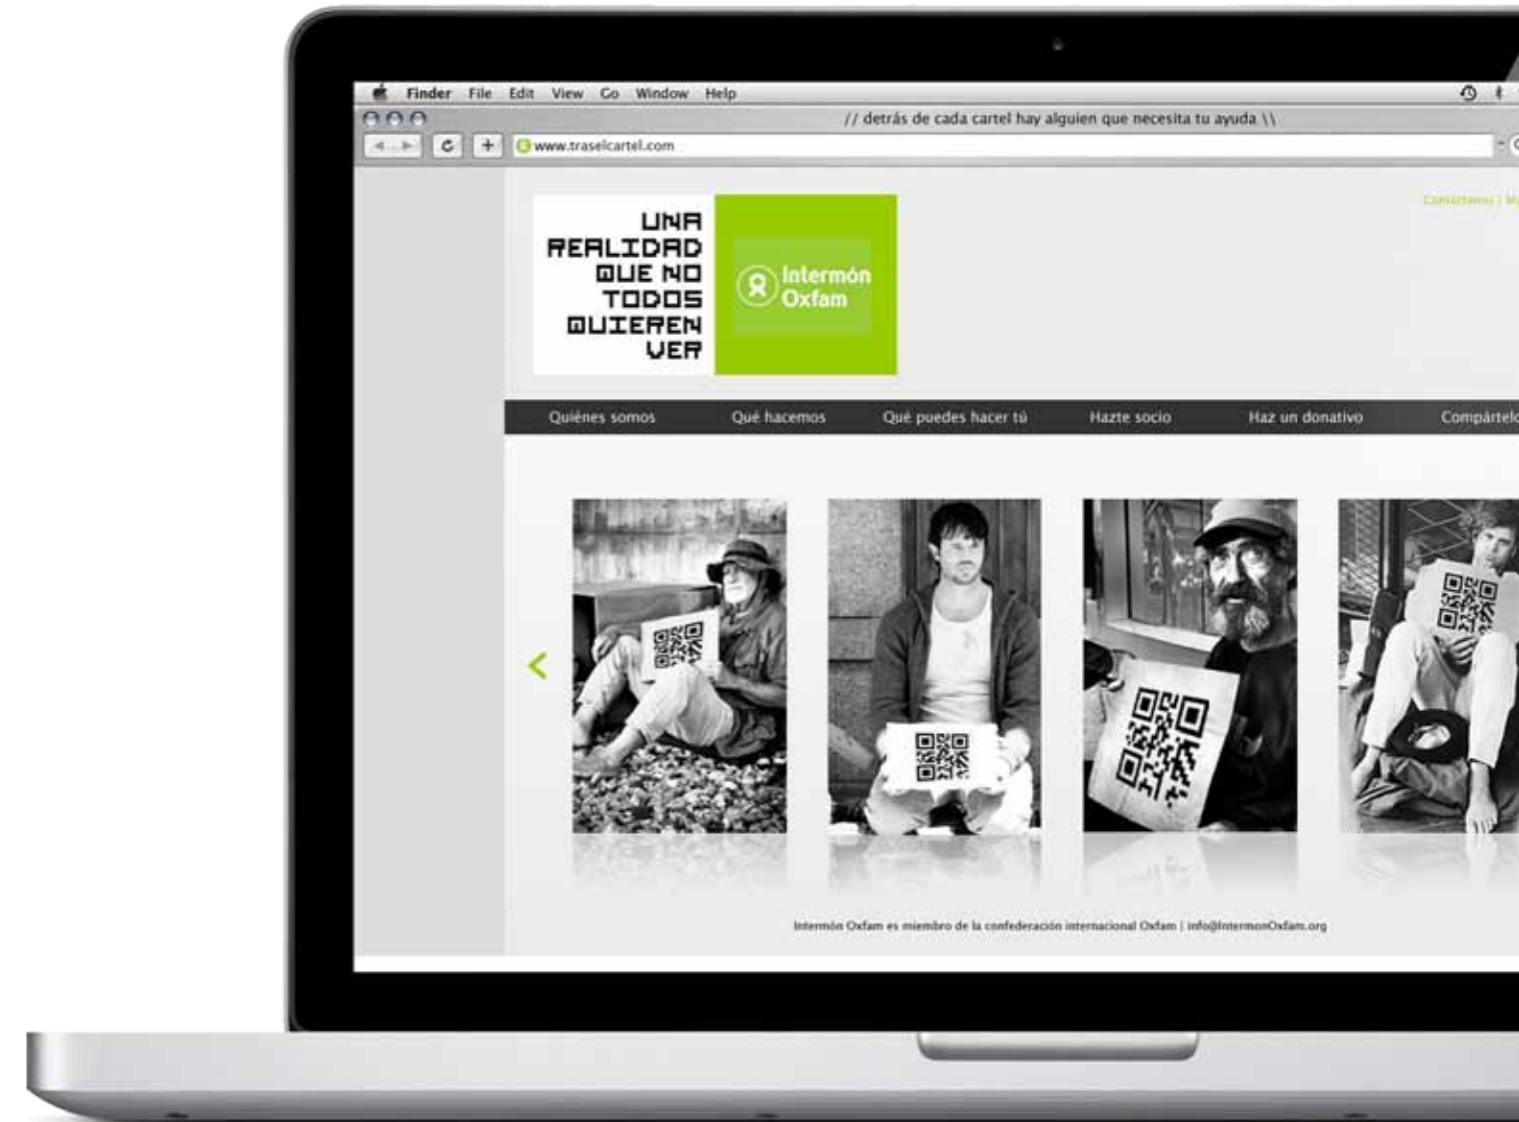 Finder File Edit View Go Window Help
// detrás de cada cartel hay alguien que necesita tu ayuda \\
www.traselcartel.com
Contáctanos |
UNA
REALIDAD
QUE NO
TODOS
QUIEREN
VER
Intermón
Oxfam
Quiénes somos Qué hacemos Qué puedes hacer tú Hazte socio Haz un donativo Compártelo
Intermón Oxfam es miembro de la confederación internacional Oxfam | info@IntermonOxfam.org